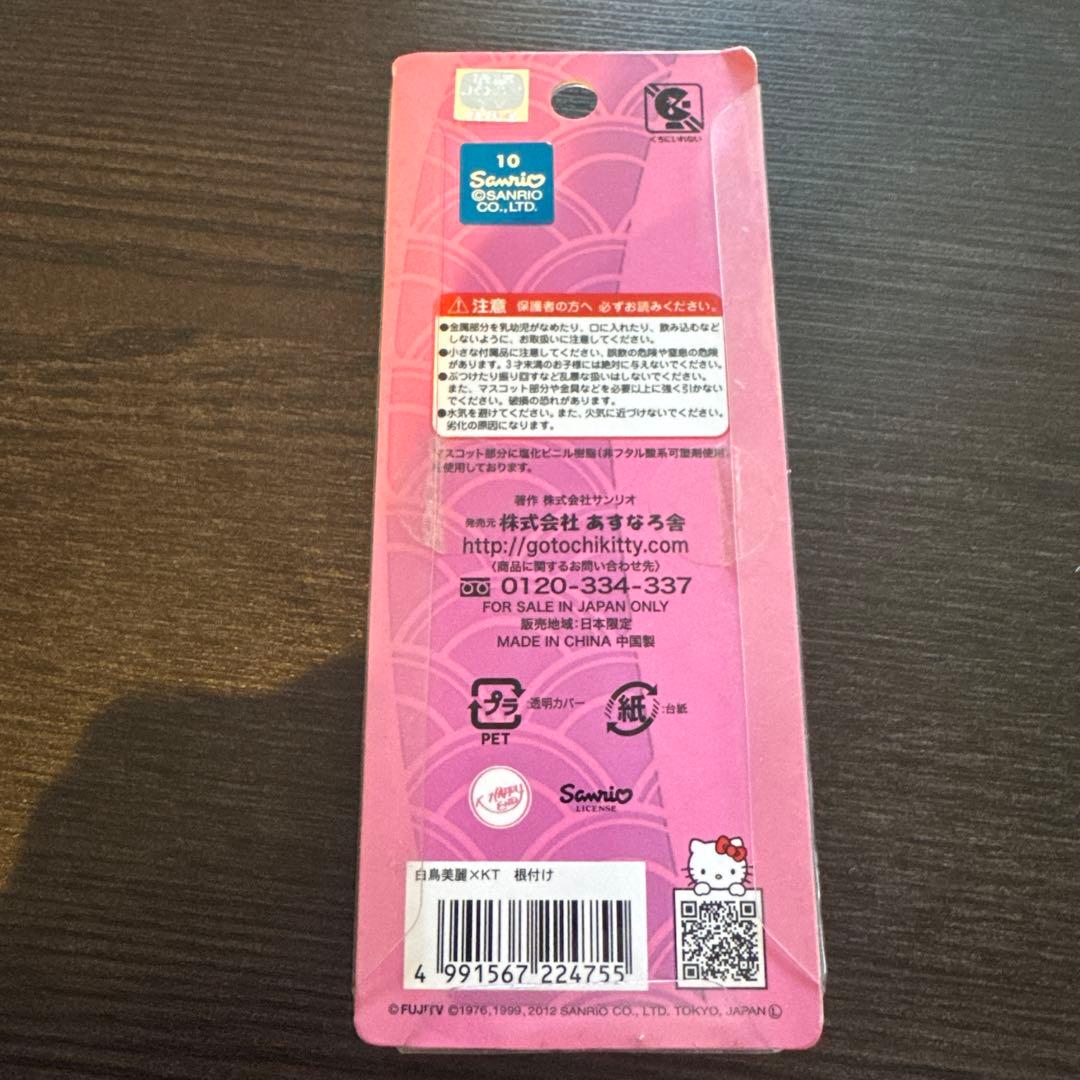 くちにいれない
10
Sanrio
©SANRIO
CO.,LTD.
注意 保護者の方へ 必ずお読みください。
●金属部分を乳幼児がなめたり、口に入れたり、飲み込むなど
しないように、お取扱いに注意してください。
●小さな付属品に注意してください、誤飲の危険や窒息の危険
があります。3才未満のお子様には絶対に与えないでください。
●ぶつけたり振り回すなど乱暴な扱いはしないでください。
また、マスコット部分や金具などを必要以上に強く引かない
でください。破損の恐れがあります。
●水気を避けてください。また、火気に近づけないでください。
劣化の原因になります。
マスコット部分に塩化ビニル樹脂(非フタル酸系可塑剤使用)
を使用しております。
著作 株式会社サンリオ
発売元 株式会社 あすなろ舎
http://gotochikitty.com
〈商品に関するお問い合わせ先〉
0120-334-337
FOR SALE IN JAPAN ONLY
販売地域：日本限定
MADE IN CHINA 中国製
プラ :透明カバー
PET
紙 :台紙
HAPPY
Sanrio
LICENSE
白鳥美麗×KT 根付け
4 991567 224755
©FUJITV ©1976,1999,2012 SANRIO CO., LTD. TOKYO, JAPAN Ⓛ